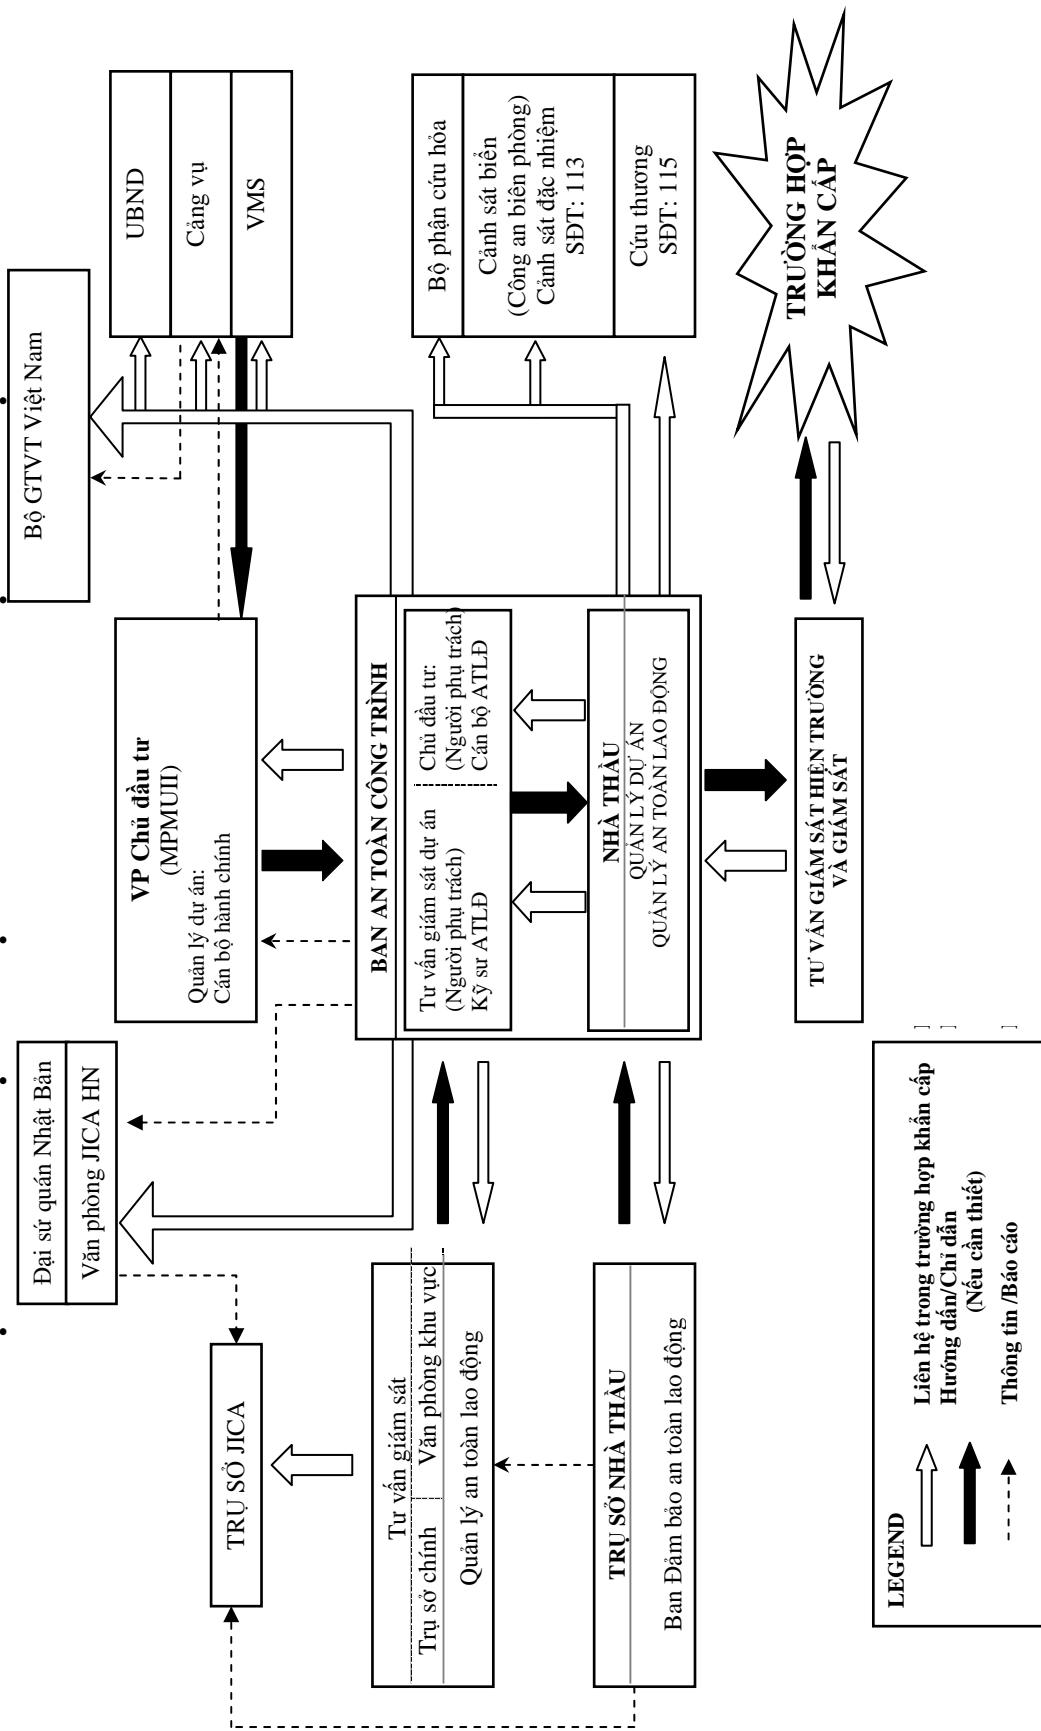 Đại sứ quán Nhật Bản
Văn phòng JICA HN
Bộ GTVT Việt Nam
TRỤ SỞ JICA
VP Chủ đầu tư
(MPMUII)
Quản lý dự án:
Cán bộ hành chính
UBND
Cảng vụ
VMS
Tư vấn giám sát
Trụ sở chính
Văn phòng khu vực
Quản lý an toàn lao động
BAN AN TOÀN CÔNG TRÌNH
Tư vấn giám sát dự án
(Người phụ trách)
Kỹ sư ATLĐ
Chủ đầu tư:
(Người phụ trách)
Cán bộ ATLĐ
NHÀ THẦU
QUẢN LÝ DỰ ÁN
QUẢN LÝ AN TOÀN LAO ĐỘNG
Bộ phận cứu hỏa
Cảnh sát biển
(Công an biên phòng)
Cảnh sát đặc nhiệm
SĐT: 113
Cứu thương
SĐT: 115
TRỤ SỞ NHÀ THẦU
Ban Đảm bảo an toàn lao động
TƯ VẤN GIÁM SÁT HIỆN TRƯỜNG
VÀ GIÁM SÁT
TRƯỜNG HỢP
KHẨN CẤP
LEGEND
Liên hệ trong trường hợp khẩn cấp
Hướng dẫn/Chỉ dẫn
(Nếu cần thiết)
Thông tin /Báo cáo